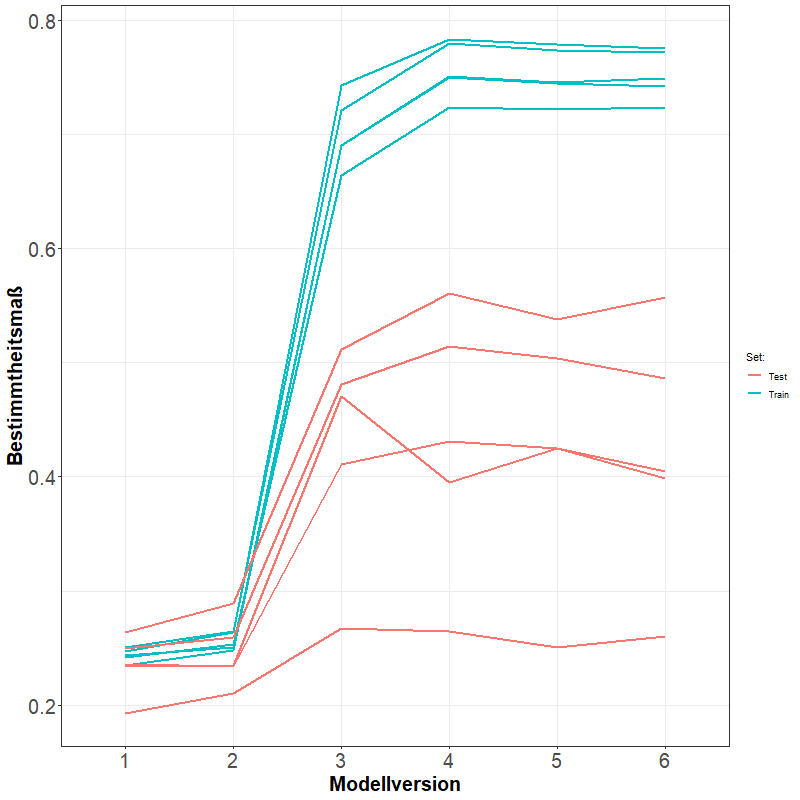 0.8
0.6
0.4
0.2
Bestimmtheitsmaß
1 2 3 4 5 6
Modellversion
Set:
Test
Train